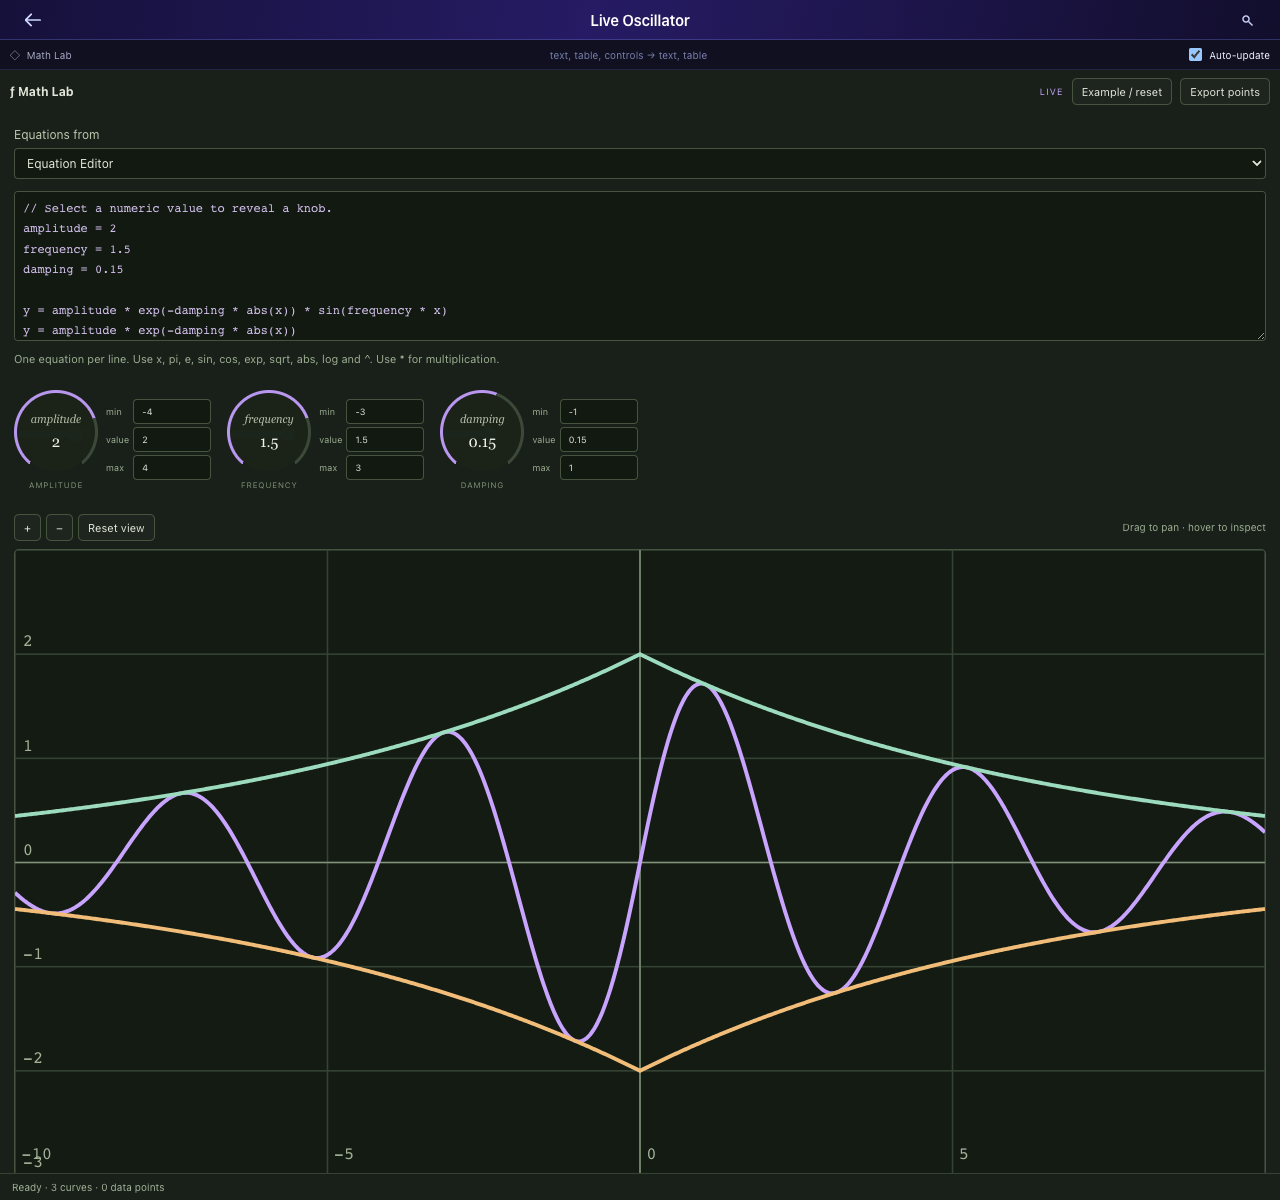 Live Oscillator
Math Lab
text, table, controls → text, table
Auto-update
ƒ Math Lab
LIVE
Example / reset
Export points
Equations from
Equation Editor
// Select a numeric value to reveal a knob.
amplitude = 2
frequency = 1.5
damping = 0.15
y = amplitude * exp(-damping * abs(x)) * sin(frequency * x)
y = amplitude * exp(-damping * abs(x))
One equation per line. Use x, pi, e, sin, cos, exp, sqrt, abs, log and ^. Use * for multiplication.
amplitude
2
AMPLITUDE
min -4
value 2
max 4
frequency
1.5
FREQUENCY
min -3
value 1.5
max 3
damping
0.15
DAMPING
min -1
value 0.15
max 1
+
−
Reset view
Drag to pan · hover to inspect
2
1
0
−1
−2
−3
−10
−5
0
5
Ready · 3 curves · 0 data points